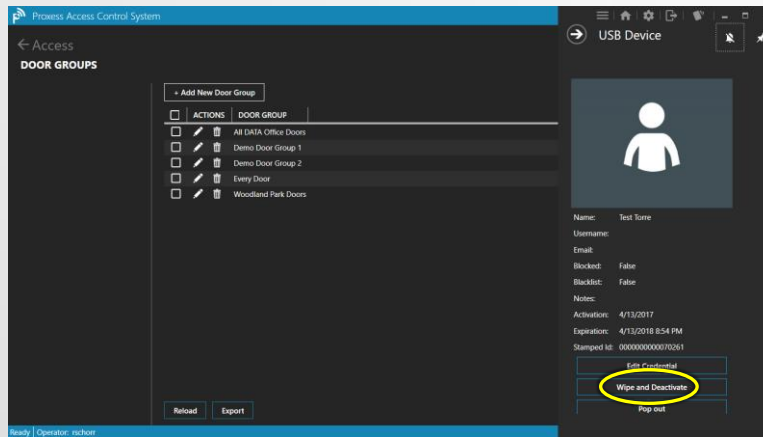 Proxess Access Control System
Access
DOOR GROUPS
+ Add New Door Group
ACTIONS DOOR GROUP
All DATA Office Doors
Demo Door Group 1
Demo Door Group 2
Every Door
Woodland Park Doors
Reload Export
Ready Operator: rschorr
USB Device
Name: Test Torre
Username:
Email:
Blocked: False
Blacklist: False
Notes:
Activation: 4/13/2017
Expiration: 4/13/2018 8:54 PM
Stamped Id: 0000000000070261
Edit Credential
Wipe and Deactivate
Pop out